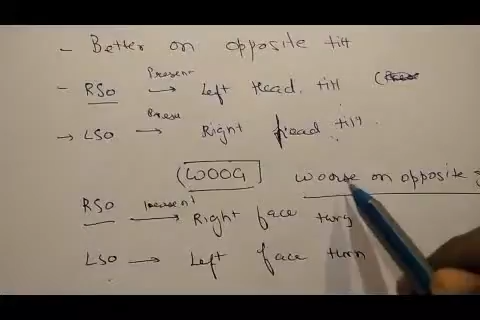 - Better on opposite tilt
- RSO Present → Left Head tilt
→ LSO → Right Head tilt
(WOOG) worse on opposite
RSO Present → Right face turn
LSO → Left face turn